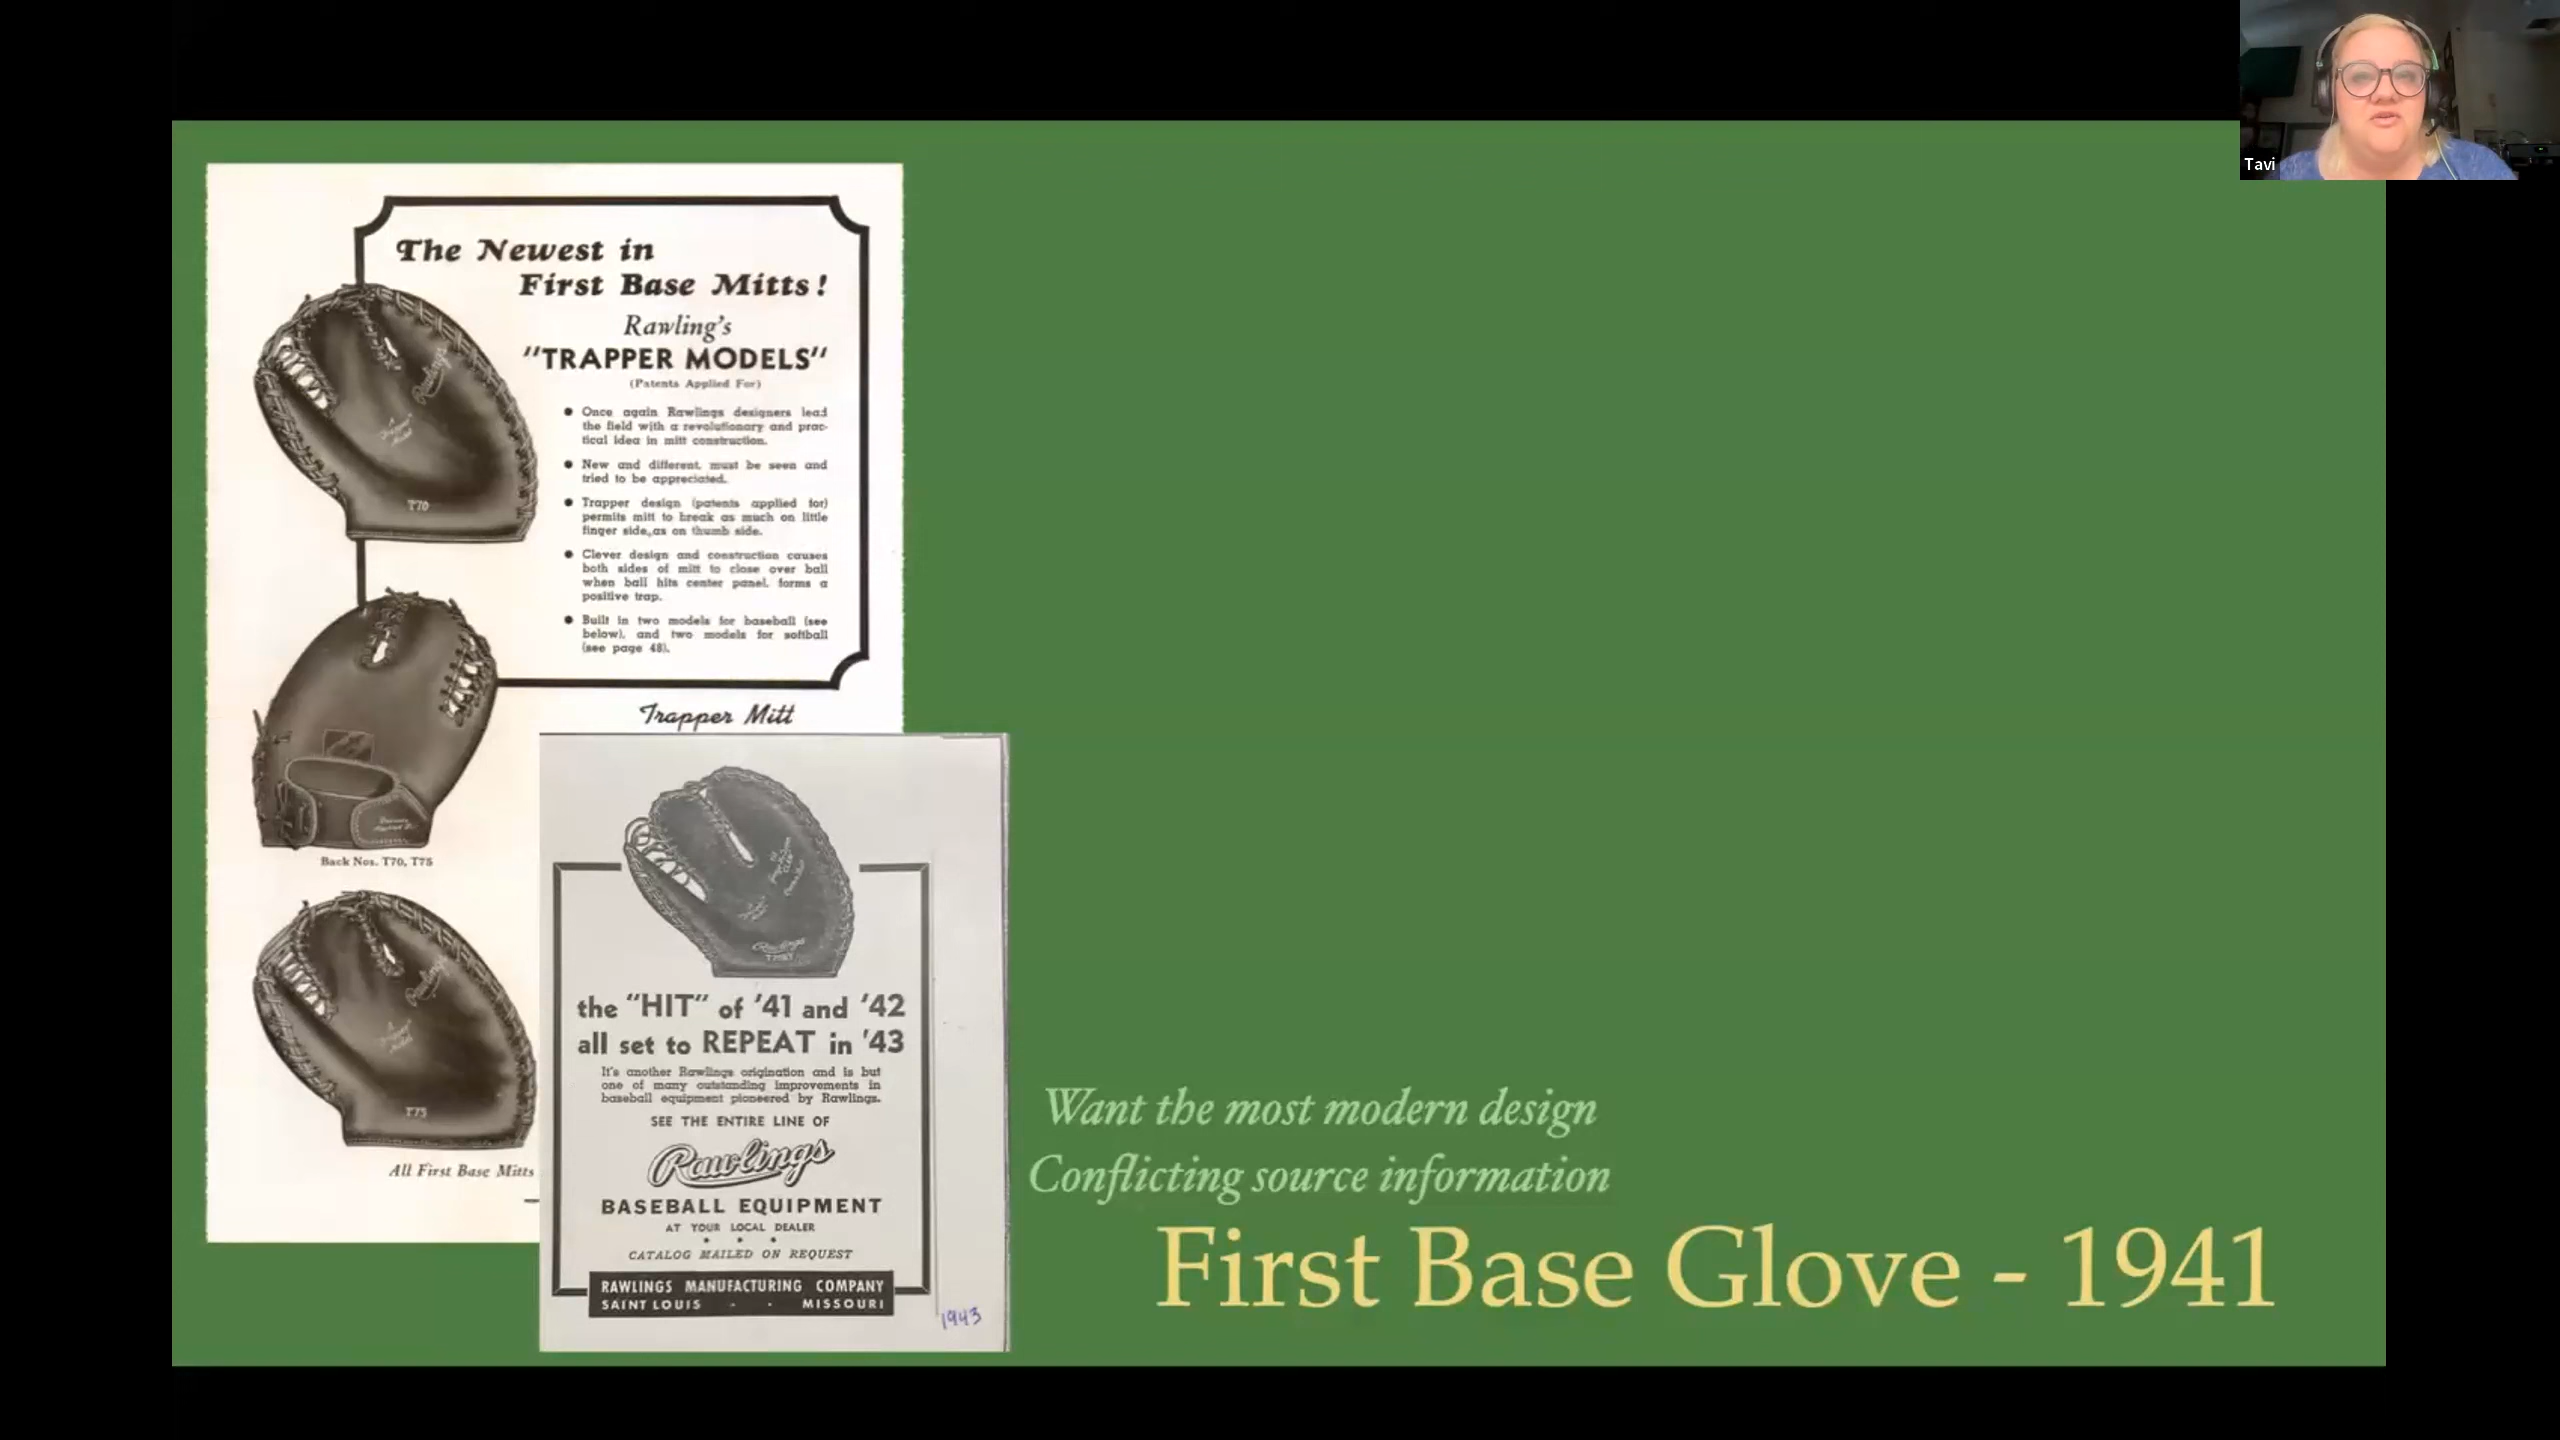 Tavi
The Newest in
First Base Mitts!
Rawling's
"TRAPPER MODELS"
(Patents Applied For)
● Once again Rawlings designers lead
the field with a revolutionary and prac-
tical idea in mitt construction.
● New and different, must be seen and
tried to be appreciated.
● Trapper design (patents applied for)
permits mitt to break as much on little
finger side, as on thumb side.
● Clever design and construction causes
both sides of mitt to close over ball
when ball hits center panel, forms a
positive trap.
● Built in two models for baseball (see
below), and two models for softball
(see page 48).
Rawlings
T70
Trapper Mitt
Back Nos. T70, T75
Rawlings
T75
All First Base Mitts
Rawlings
the "HIT" of '41 and '42
all set to REPEAT in '43
It's another Rawlings origination and is but
one of many outstanding improvements in
baseball equipment pioneered by Rawlings.
SEE THE ENTIRE LINE OF
Rawlings
BASEBALL EQUIPMENT
AT YOUR LOCAL DEALER
CATALOG MAILED ON REQUEST
RAWLINGS MANUFACTURING COMPANY
SAINT LOUIS - - MISSOURI
1943
Want the most modern design
Conflicting source information
First Base Glove - 1941